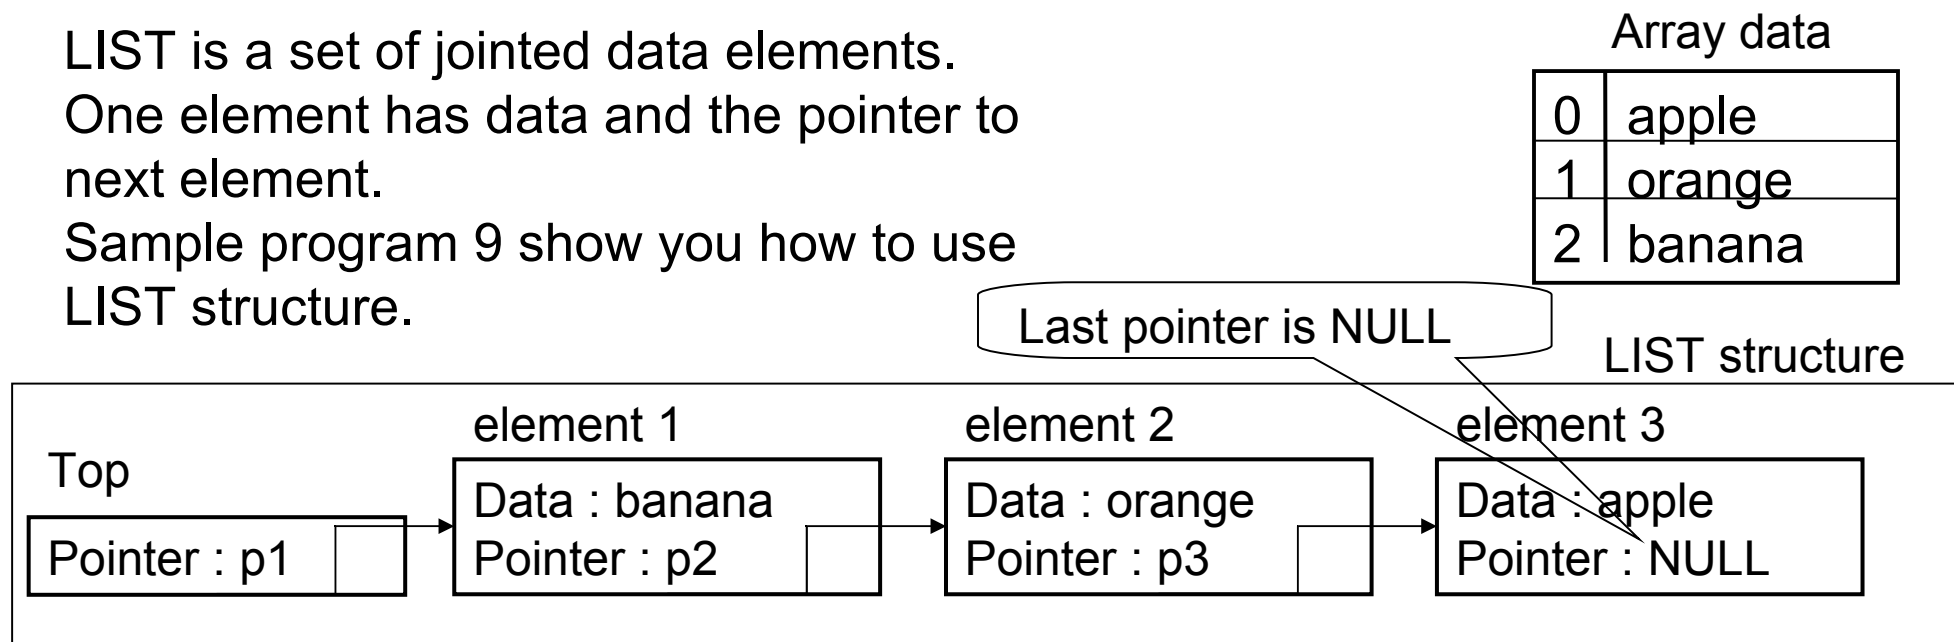 LIST is a set of jointed data elements.
One element has data and the pointer to
next element.
Sample program 9 show you how to use
LIST structure.
Array data
0 apple
1 orange
2 banana
Last pointer is NULL
LIST structure
Top
Pointer : p1
element 1
Data : banana
Pointer : p2
element 2
Data : orange
Pointer : p3
element 3
Data : apple
Pointer : NULL